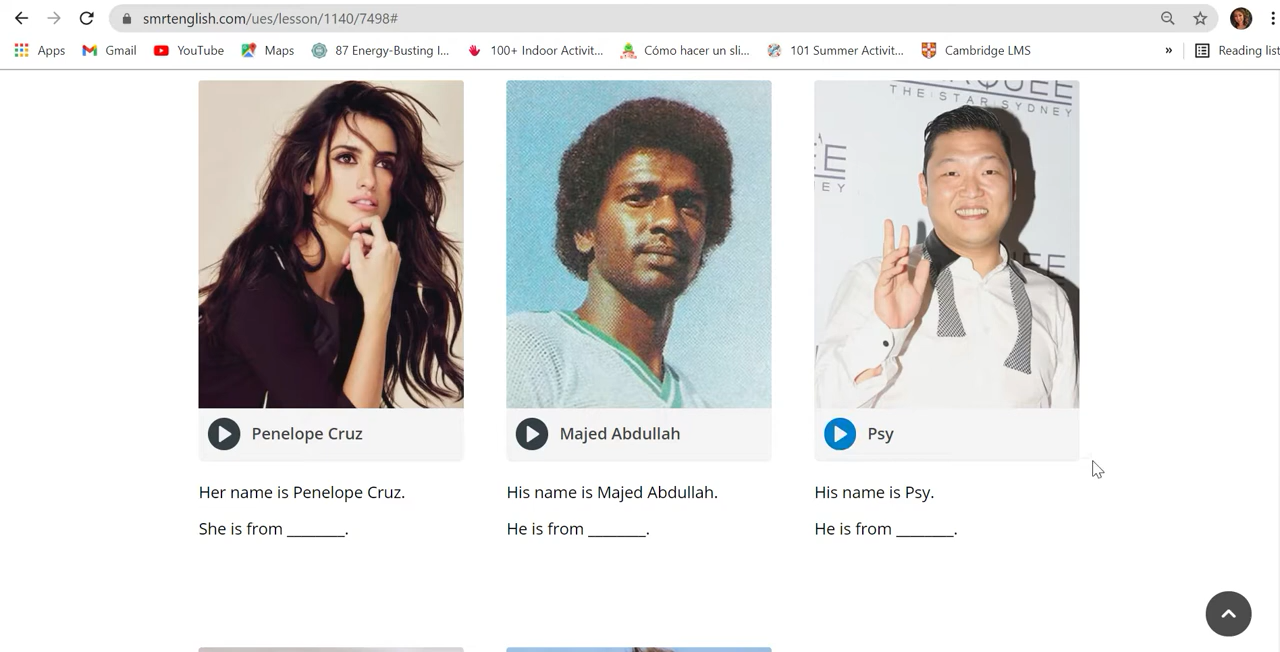 smrtenglish.com/ues/lesson/1140/7498#
Apps Gmail YouTube Maps 87 Energy-Busting I... 100+ Indoor Activit... Cómo hacer un sli... 101 Summer Activit... Cambridge LMS » Reading list
THE STAR SYDNEY
Penelope Cruz
Majed Abdullah
Psy
Her name is Penelope Cruz.
His name is Majed Abdullah.
His name is Psy.
She is from _______.
He is from _______.
He is from _______.